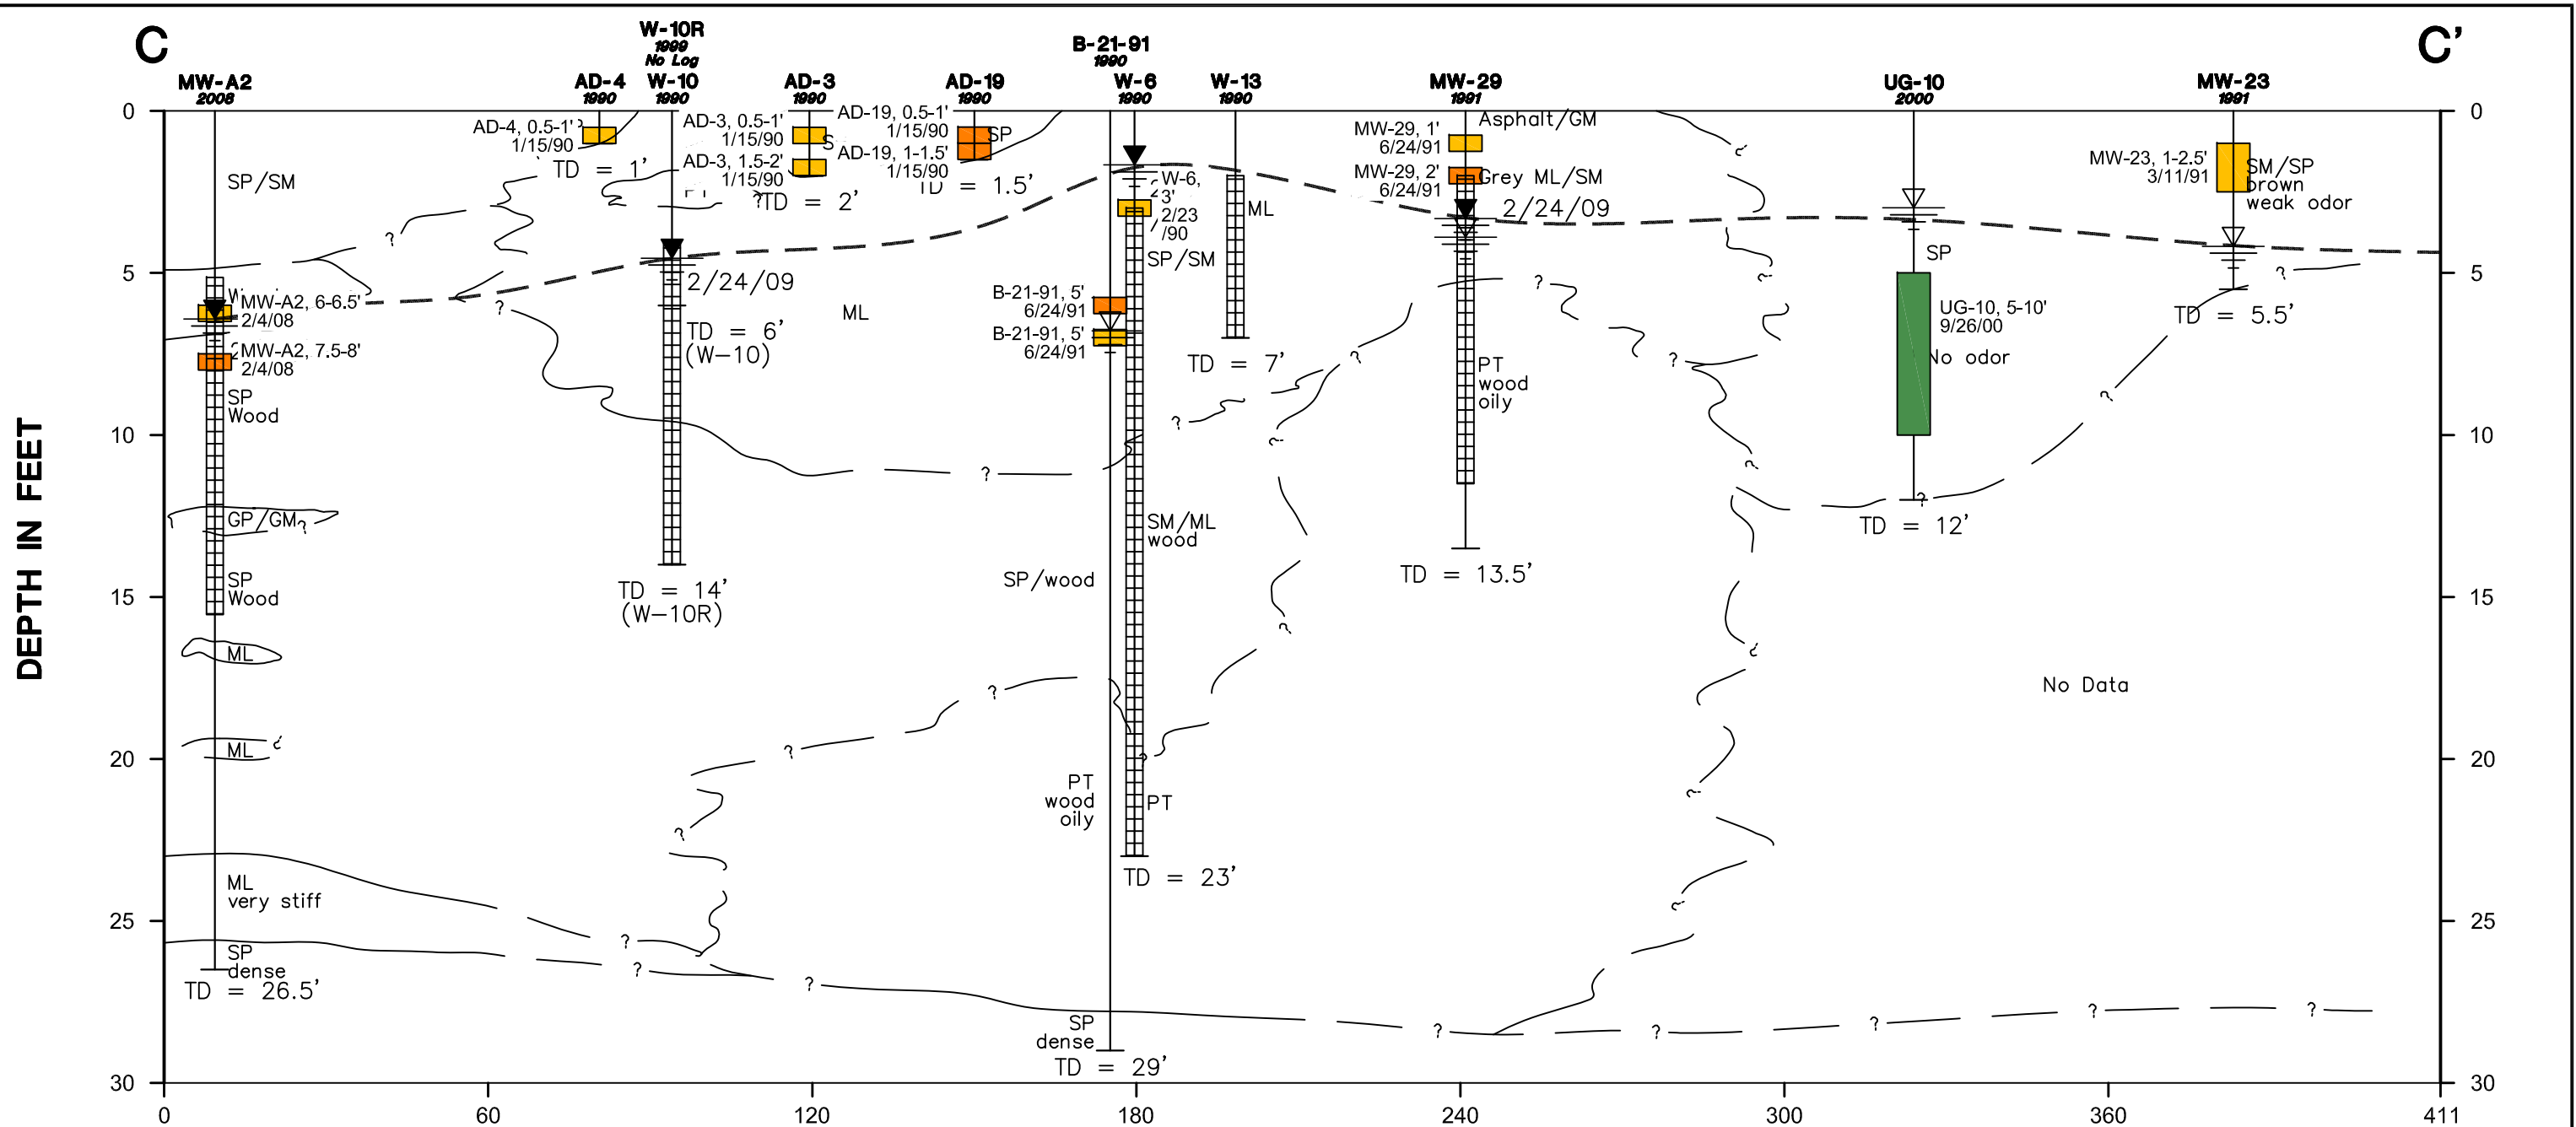 C
C’
W-10R
1999
No Log
B-21-91
1990
MW-A2
2008
AD-4
1990
W-10
1990
AD-3
1990
AD-19
1990
W-6
1990
W-13
1990
MW-29
1991
UG-10
2000
MW-23
1991
DEPTH IN FEET
0
5
10
15
20
25
30
0
5
10
15
20
25
30
0
60
120
180
240
300
360
411
SP/SM
MW-A2, 6-6.5'
2/4/08
MW-A2, 7.5-8'
2/4/08
SP
Wood
GP/GM
?
SP
Wood
ML
ML
?
ML
very stiff
SP
dense
TD = 26.5’
AD-4, 0.5-1'
1/15/90
TD = 1’
2/24/09
TD = 6’
(W-10)
TD = 14’
(W-10R)
AD-3, 0.5-1'
1/15/90
AD-3, 1.5-2'
1/15/90
TD = 2’
AD-19, 0.5-1'
1/15/90
AD-19, 1-1.5'
1/15/90
SP
TD = 1.5’
ML
B-21-91, 5'
6/24/91
B-21-91, 5'
6/24/91
SP/wood
PT
wood
oily
SP
dense
TD = 29’
W-6,
3'
2/23
/90
SP/SM
SM/ML
wood
PT
TD = 23’
ML
TD = 7’
MW-29, 1'
6/24/91
MW-29, 2'
6/24/91
Asphalt/GM
Grey ML/SM
2/24/09
PT
wood
oily
TD = 13.5’
SP
UG-10, 5-10'
9/26/00
No odor
TD = 12’
MW-23, 1-2.5'
3/11/91
SM/SP
brown
weak odor
TD = 5.5’
No Data